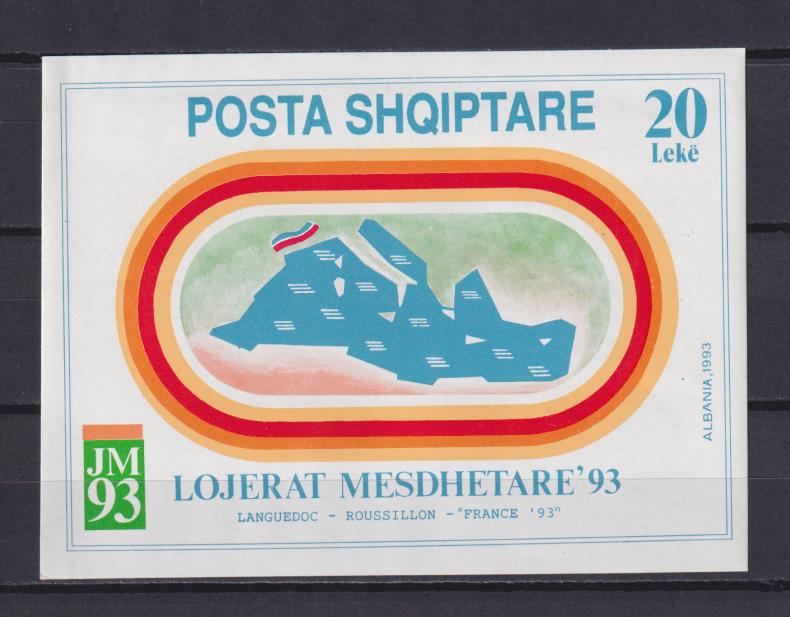 POSTA SHQIPTARE
20
Lekë
ALBANIA, 1993
JM
93
LOJERAT MESDHETARE'93
LANGUEDOC - ROUSSILLON - "FRANCE '93"